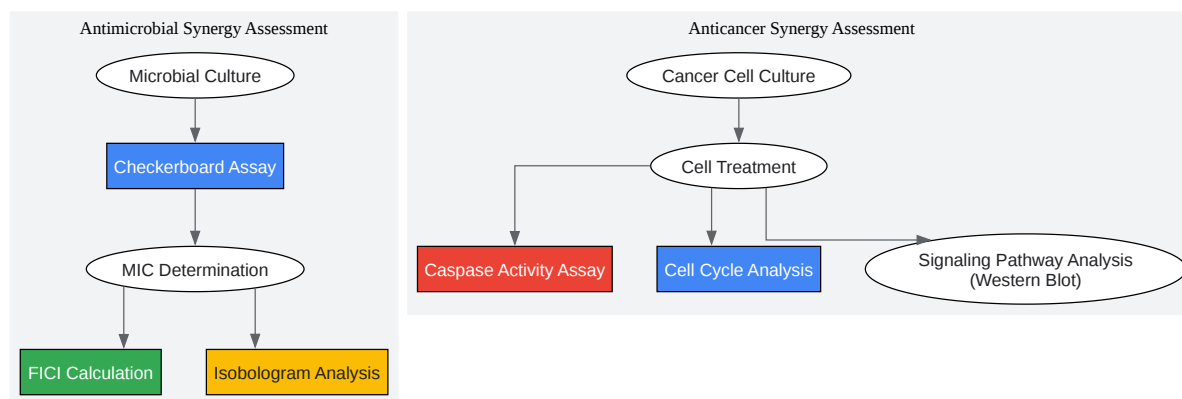 Antimicrobial Synergy Assessment
Microbial Culture
Checkerboard Assay
MIC Determination
FICI Calculation
Isobologram Analysis
Anticancer Synergy Assessment
Cancer Cell Culture
Cell Treatment
Caspase Activity Assay
Cell Cycle Analysis
Signaling Pathway Analysis
(Western Blot)